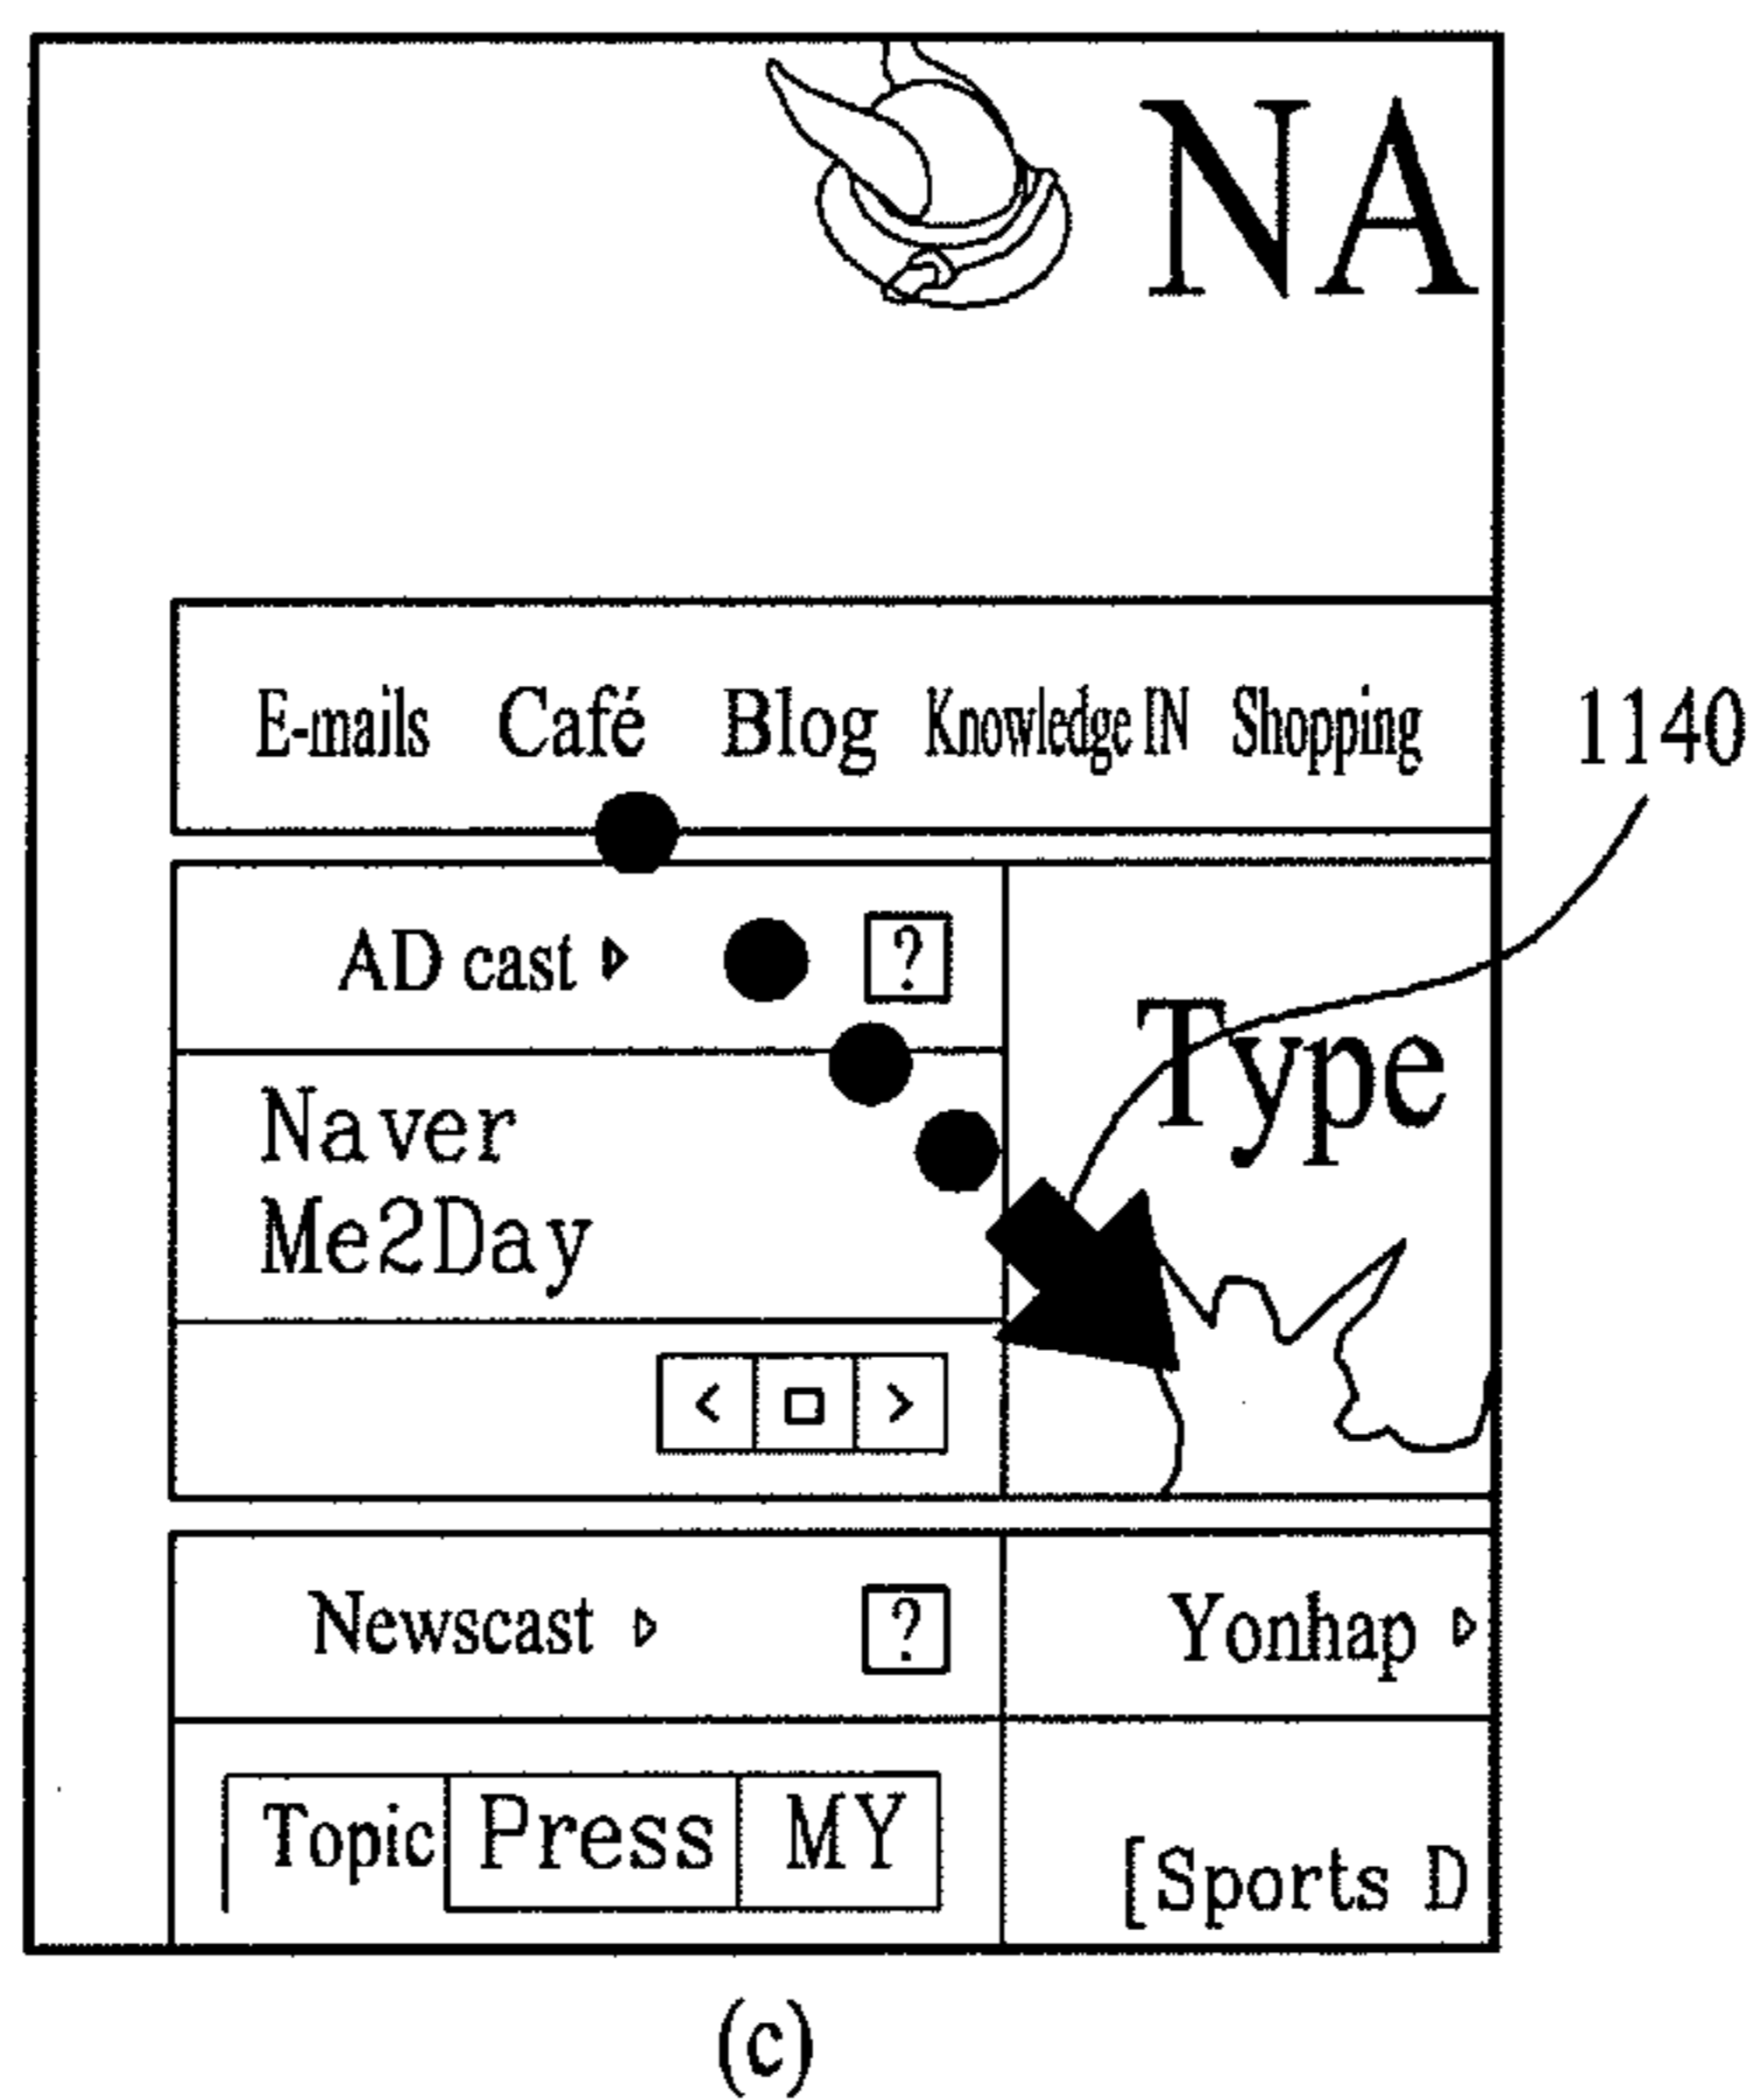 NA
E-mails Café Blog Knowledge IN Shopping
1140
AD cast ▹ ?
Type
Naver
Me2Day
< □ >
Newscast ▹ ? Yonhap ▹
Topic Press MY [Sports D
(c)